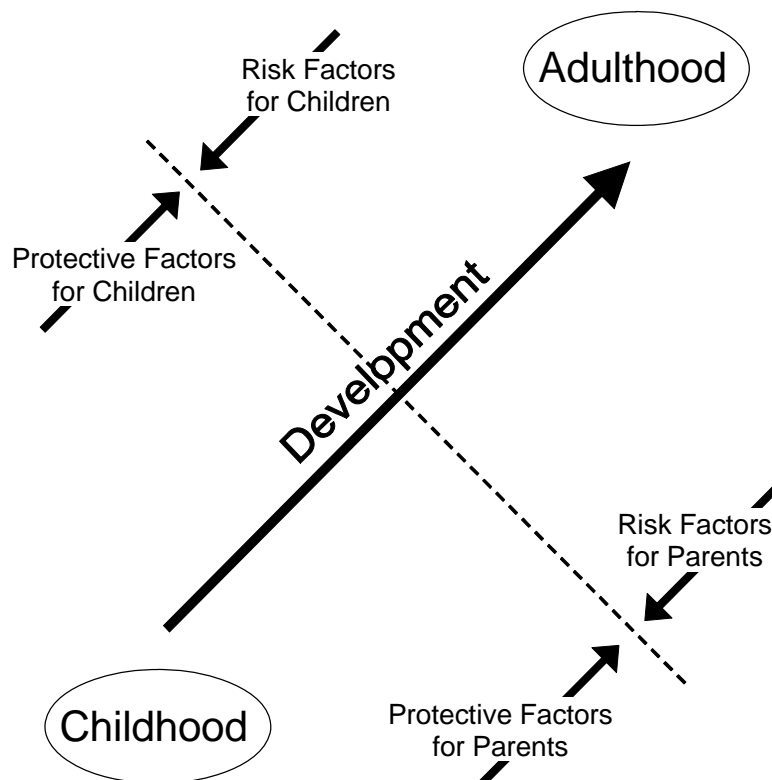 Risk Factors
for Children
Adulthood
Protective Factors
for Children
Development
Risk Factors
for Parents
Protective Factors
for Parents
Childhood